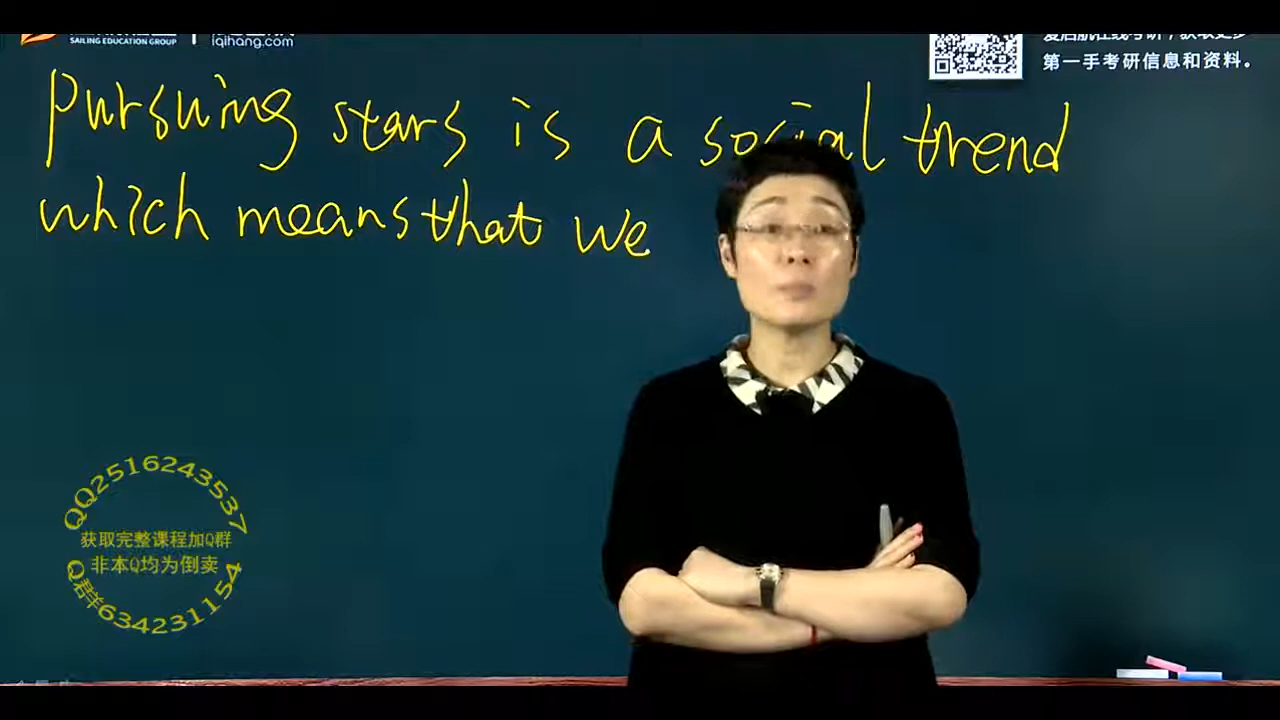 SAILING EDUCATION GROUP
iqihang.com
第一手考研信息和资料。
Pursuing stars is a social trend
which means that we
QQ2516243537
获取完整课程加Q群
非本Q均为倒卖
Q群634231154